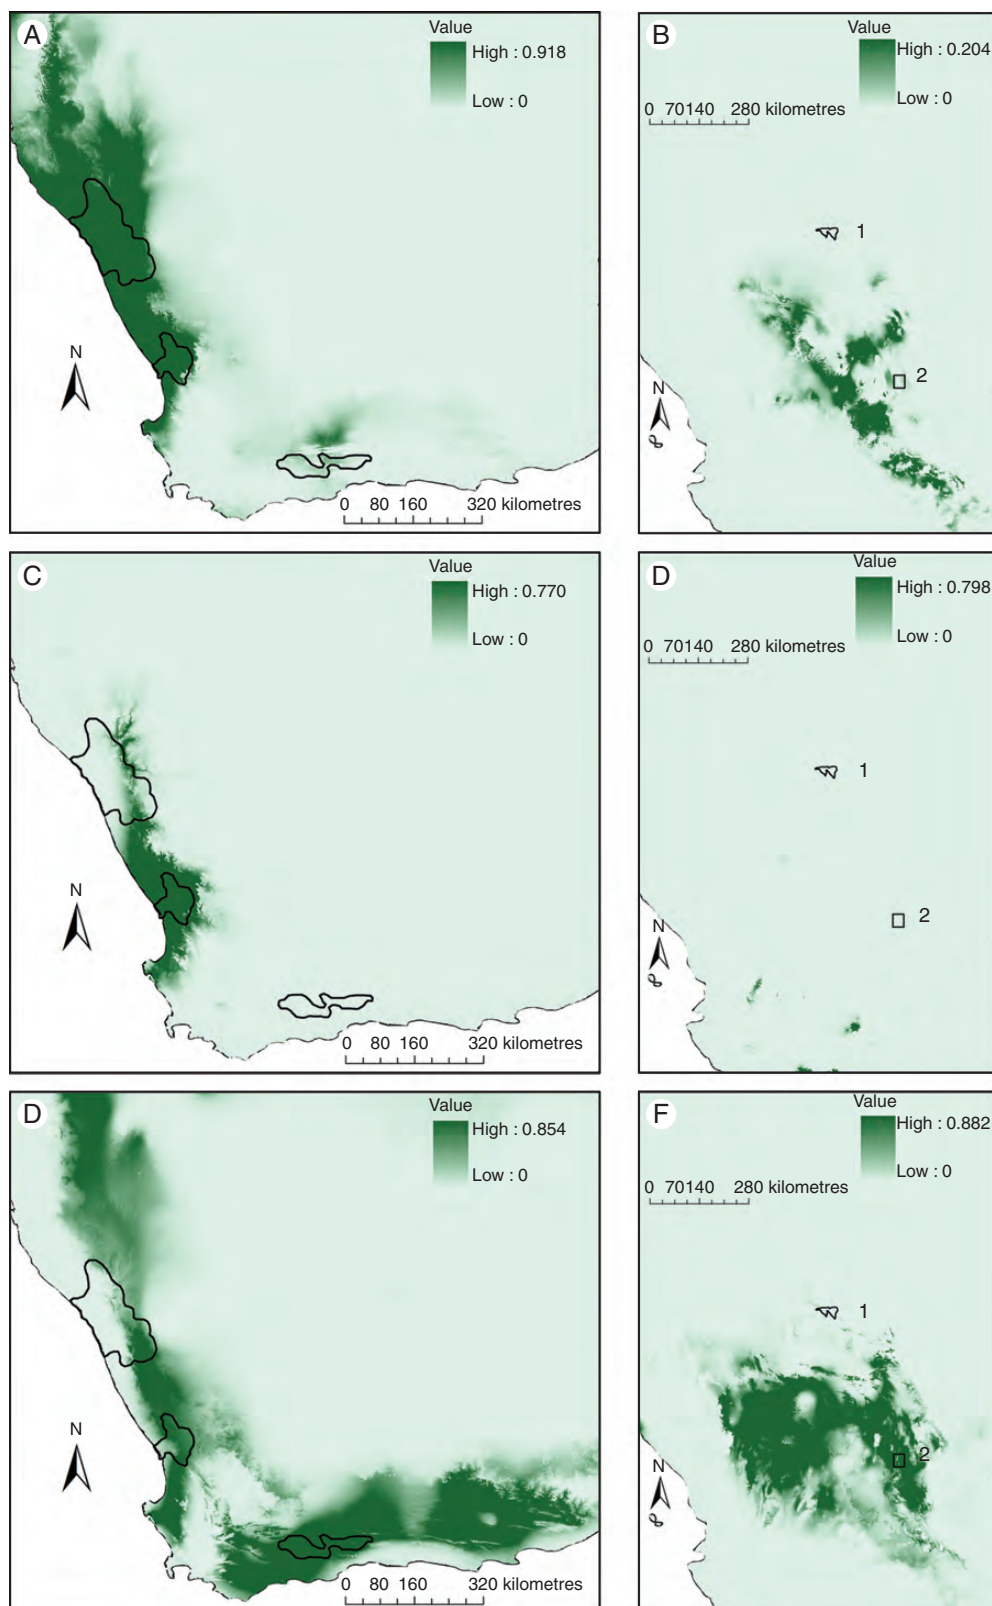 A
Value
High : 0.918
Low : 0
N
0 80 160 320 kilometres
B
Value
High : 0.204
Low : 0
0 70140 280 kilometres
1
2
N
C
Value
High : 0.770
Low : 0
N
0 80 160 320 kilometres
D
Value
High : 0.798
Low : 0
0 70140 280 kilometres
1
2
N
D
Value
High : 0.854
Low : 0
N
0 80 160 320 kilometres
F
Value
High : 0.882
Low : 0
0 70140 280 kilometres
1
2
N